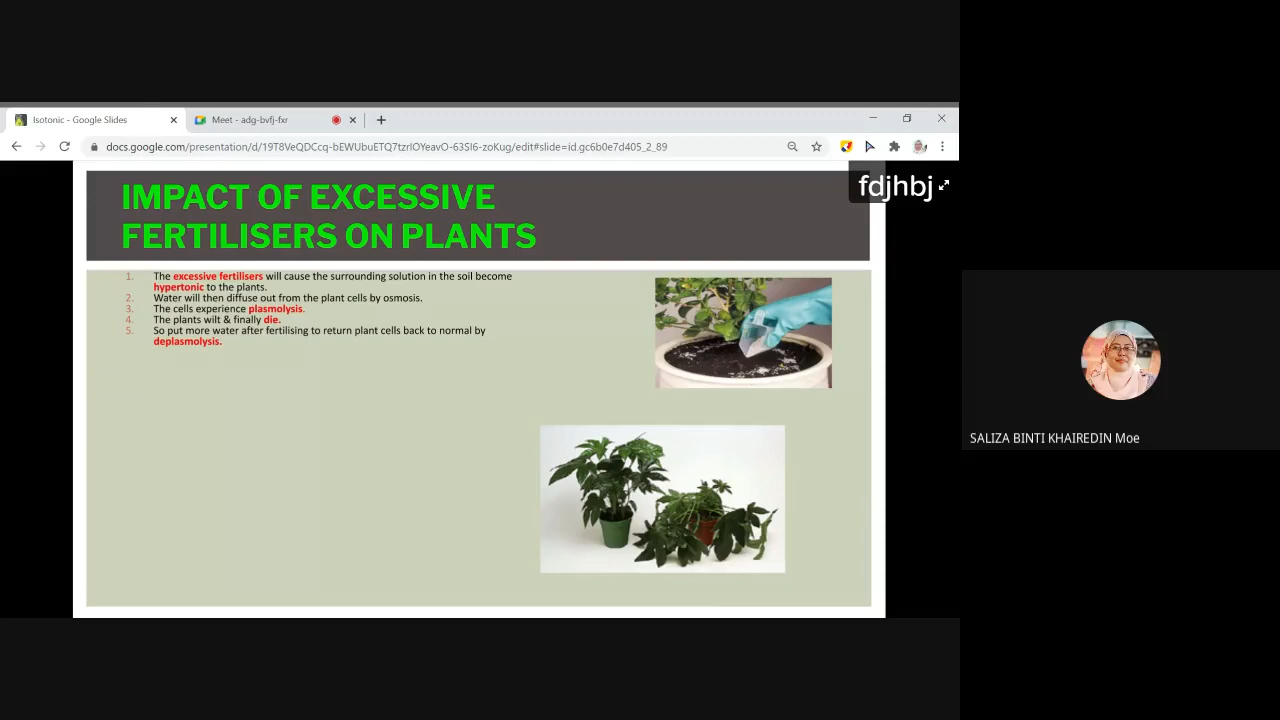 Isotonic - Google Slides
Meet - adg-bvfj-fxr
docs.google.com/presentation/d/19T8VeQDCcq-bEWUbuETQ7tzrIOYeavO-63SI6-zoKug/edit#slide=id.gc6b0e7d405_2_89
fdjhbj
IMPACT OF EXCESSIVE
FERTILISERS ON PLANTS
1. The excessive fertilisers will cause the surrounding solution in the soil become
hypertonic to the plants.
2. Water will then diffuse out from the plant cells by osmosis.
3. The cells experience plasmolysis.
4. The plants wilt & finally die.
5. So put more water after fertilising to return plant cells back to normal by
deplasmolysis.
SALIZA BINTI KHAIREDIN Moe